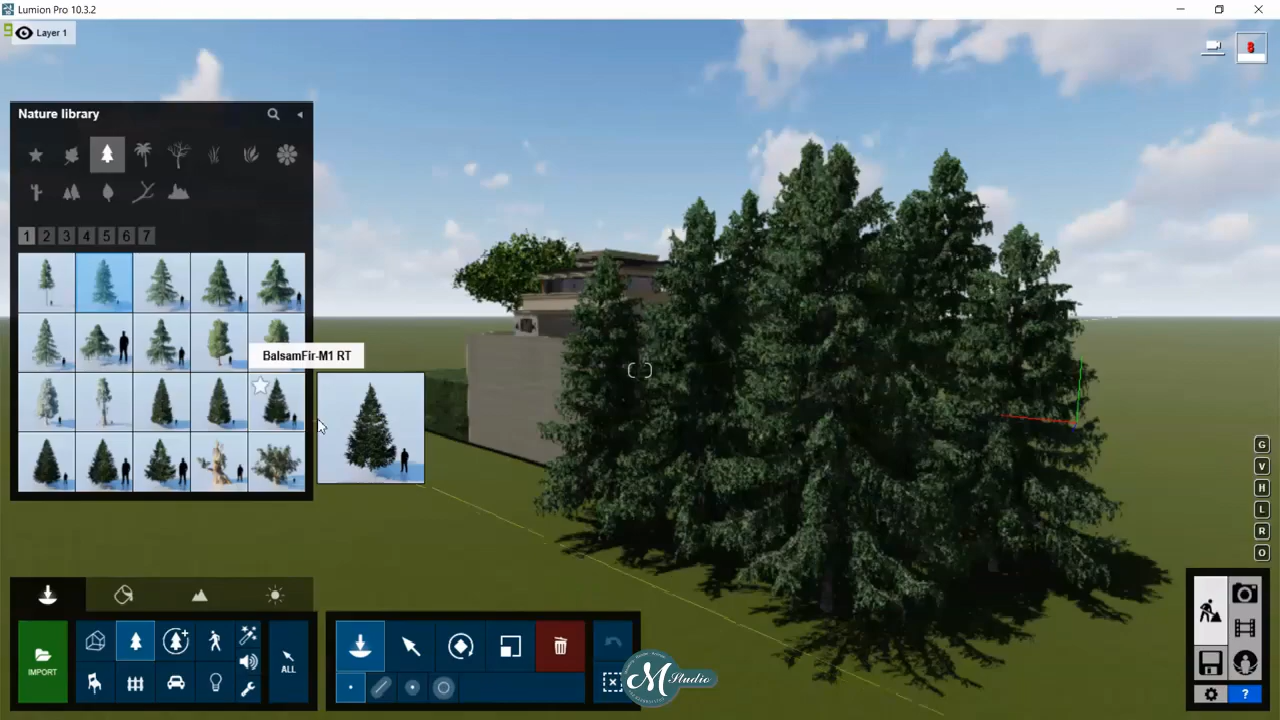 Lumion Pro 10.3.2
Layer 1
8
Nature library
1 2 3 4 5 6 7
BalsamFir-M1 RT
G
V
H
L
R
O
IMPORT
ALL
M Studio
?